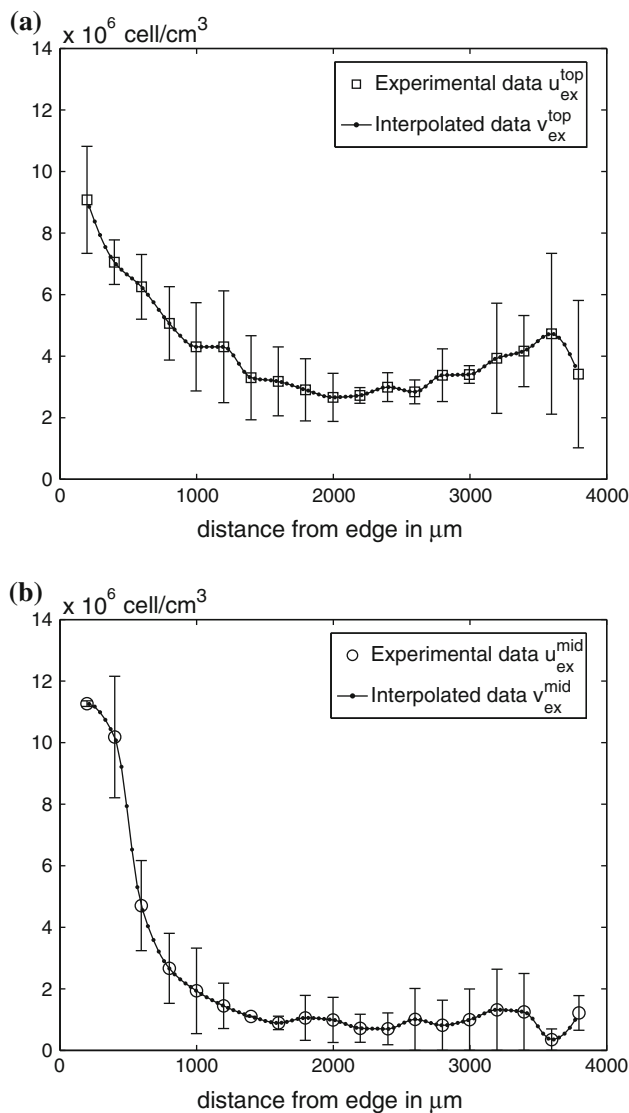 (a)
x 10^6 cell/cm^3
14
12
10
8
6
4
2
0
Experimental data u_ex^top
Interpolated data v_ex^top
0 1000 2000 3000 4000
distance from edge in μm
(b)
x 10^6 cell/cm^3
14
12
10
8
6
4
2
0
Experimental data u_ex^mid
Interpolated data v_ex^mid
0 1000 2000 3000 4000
distance from edge in μm